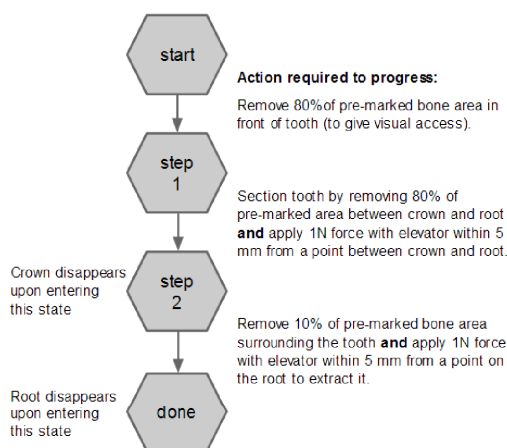 start
Action required to progress:
Remove 80%of pre-marked bone area in
front of tooth (to give visual access).
step
1
Section tooth by removing 80% of
pre-marked area between crown and root
and apply 1N force with elevator within 5
mm from a point between crown and root.
Crown disappears
upon entering
this state
step
2
Remove 10% of pre-marked bone area
surrounding the tooth and apply 1N force
with elevator within 5 mm from a point on
the root to extract it.
Root disappears
upon entering
this state
done